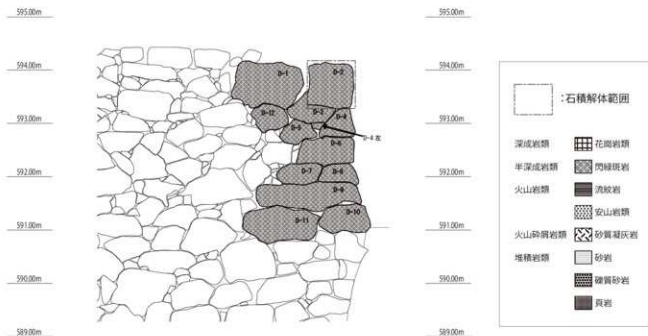 595.00m
594.00m
593.00m
592.00m
591.00m
590.00m
589.00m
D-1
D-2
D-12
D-3
D-4
D-5
D-4 左
D-6
D-7
D-8
D-9
D-11
D-10
595.00m
594.00m
593.00m
592.00m
591.00m
590.00m
589.00m
:石積解体範囲
深成岩類 花崗岩類
半深成岩類 閃緑斑岩
火山岩類 流紋岩
安山岩類
火山砕屑岩類 砂質凝灰岩
堆積岩類 砂岩
礫質砂岩
頁岩